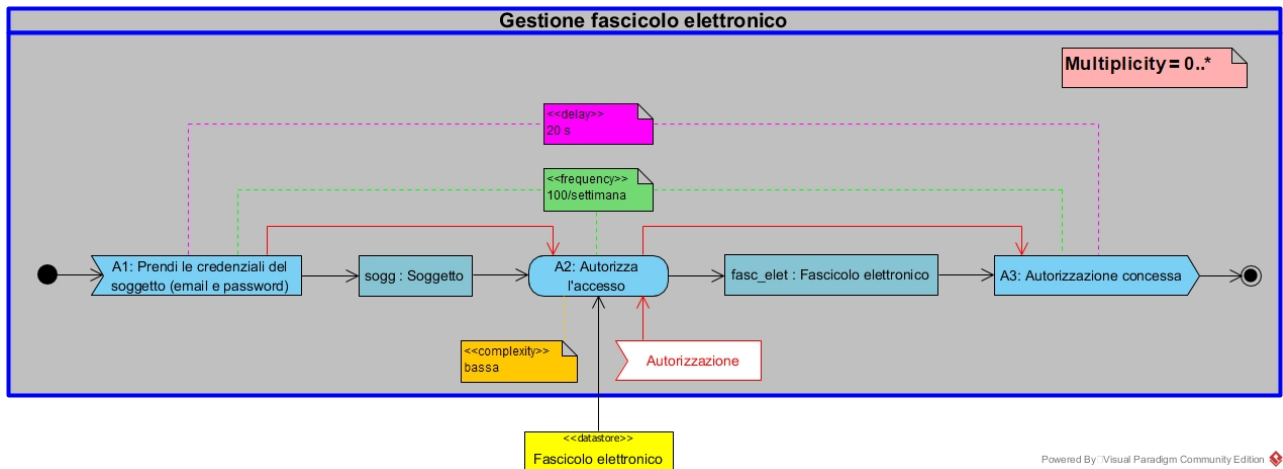 Gestione fascicolo elettronico
Multiplicity = 0..*
<<delay>>
20 s
<<frequency>>
100/settimana
A1: Prendi le credenziali del
soggetto (email e password)
sogg : Soggetto
A2: Autorizza
l'accesso
fasc_elet : Fascicolo elettronico
A3: Autorizzazione concessa
<<complexity>>
bassa
Autorizzazione
<<datastore>>
Fascicolo elettronico
Powered By Visual Paradigm Community Edition